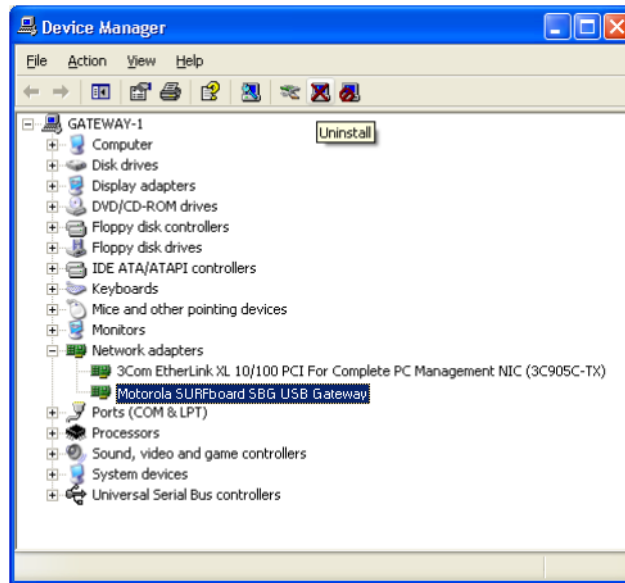 Device Manager
File Action View Help
GATEWAY-1
Uninstall
Computer
Disk drives
Display adapters
DVD/CD-ROM drives
Floppy disk controllers
Floppy disk drives
IDE ATA/ATAPI controllers
Keyboards
Mice and other pointing devices
Monitors
Network adapters
3Com EtherLink XL 10/100 PCI For Complete PC Management NIC (3C905C-TX)
Motorola SURFboard SBG USB Gateway
Ports (COM & LPT)
Processors
Sound, video and game controllers
System devices
Universal Serial Bus controllers